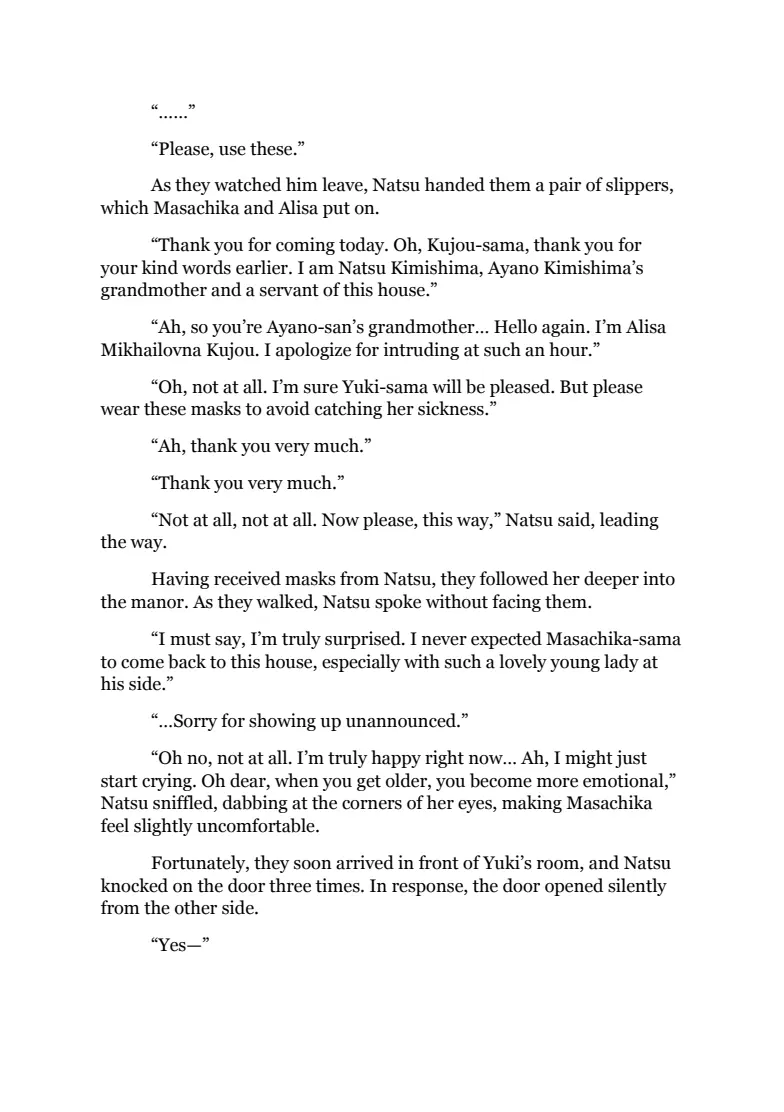 “......”
“Please, use these.”
As they watched him leave, Natsu handed them a pair of slippers,
which Masachika and Alisa put on.
“Thank you for coming today. Oh, Kujou-sama, thank you for
your kind words earlier. I am Natsu Kimishima, Ayano Kimishima’s
grandmother and a servant of this house.”
“Ah, so you’re Ayano-san’s grandmother... Hello again. I’m Alisa
Mikhailovna Kujou. I apologize for intruding at such an hour.”
“Oh, not at all. I’m sure Yuki-sama will be pleased. But please
wear these masks to avoid catching her sickness.”
“Ah, thank you very much.”
“Thank you very much.”
“Not at all, not at all. Now please, this way,” Natsu said, leading
the way.
Having received masks from Natsu, they followed her deeper into
the manor. As they walked, Natsu spoke without facing them.
“I must say, I’m truly surprised. I never expected Masachika-sama
to come back to this house, especially with such a lovely young lady at
his side.”
“...Sorry for showing up unannounced.”
“Oh no, not at all. I’m truly happy right now... Ah, I might just
start crying. Oh dear, when you get older, you become more emotional,”
Natsu sniffled, dabbing at the corners of her eyes, making Masachika
feel slightly uncomfortable.
Fortunately, they soon arrived in front of Yuki’s room, and Natsu
knocked on the door three times. In response, the door opened silently
from the other side.
“Yes—”